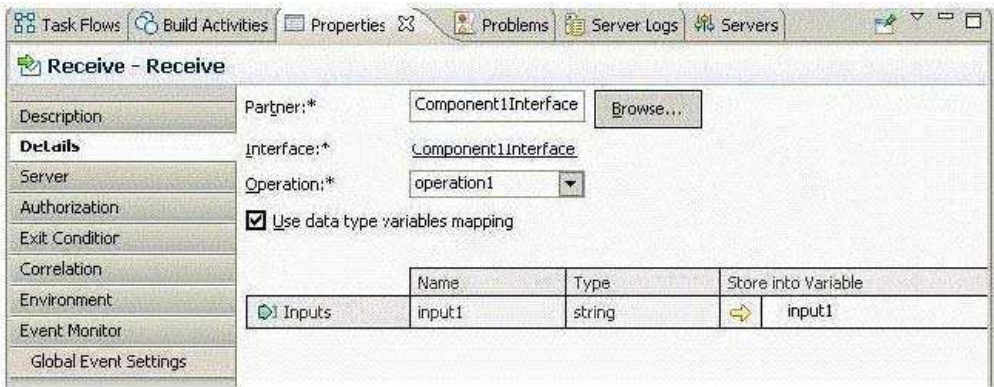 Task Flows Build Activities Properties Problems Server Logs Servers
Receive - Receive
Description
Details
Server
Authorization
Exit Condition
Correlation
Environment
Event Monitor
Global Event Settings
Partner:* Component1Interface Browse...
Interface:* Component1Interface
Operation:* operation1
Use data type variables mapping
Name Type Store into Variable
Inputs input1 string input1